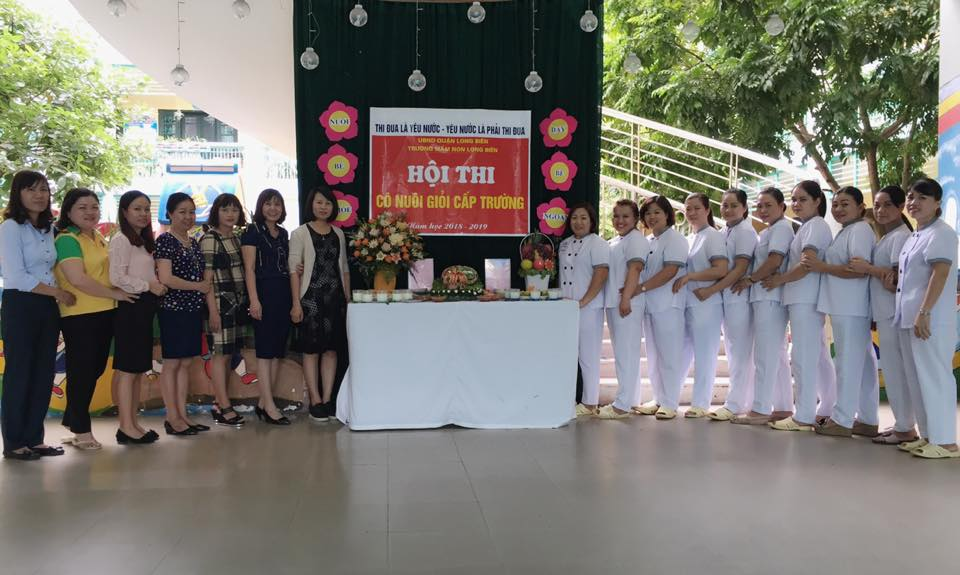 THI ĐUA LÀ YÊU NƯỚC - YÊU NƯỚC LÀ PHẢI THI ĐUA
UBND QUẬN LONG BIÊN
TRƯỜNG MẦM NON LONG BIÊN
HỘI THI
CÔ NUÔI GIỎI CẤP TRƯỜNG
Năm học 2018 - 2019
NUÔI
BÉ
KHOẺ
DẠY
BÉ
NGOAN